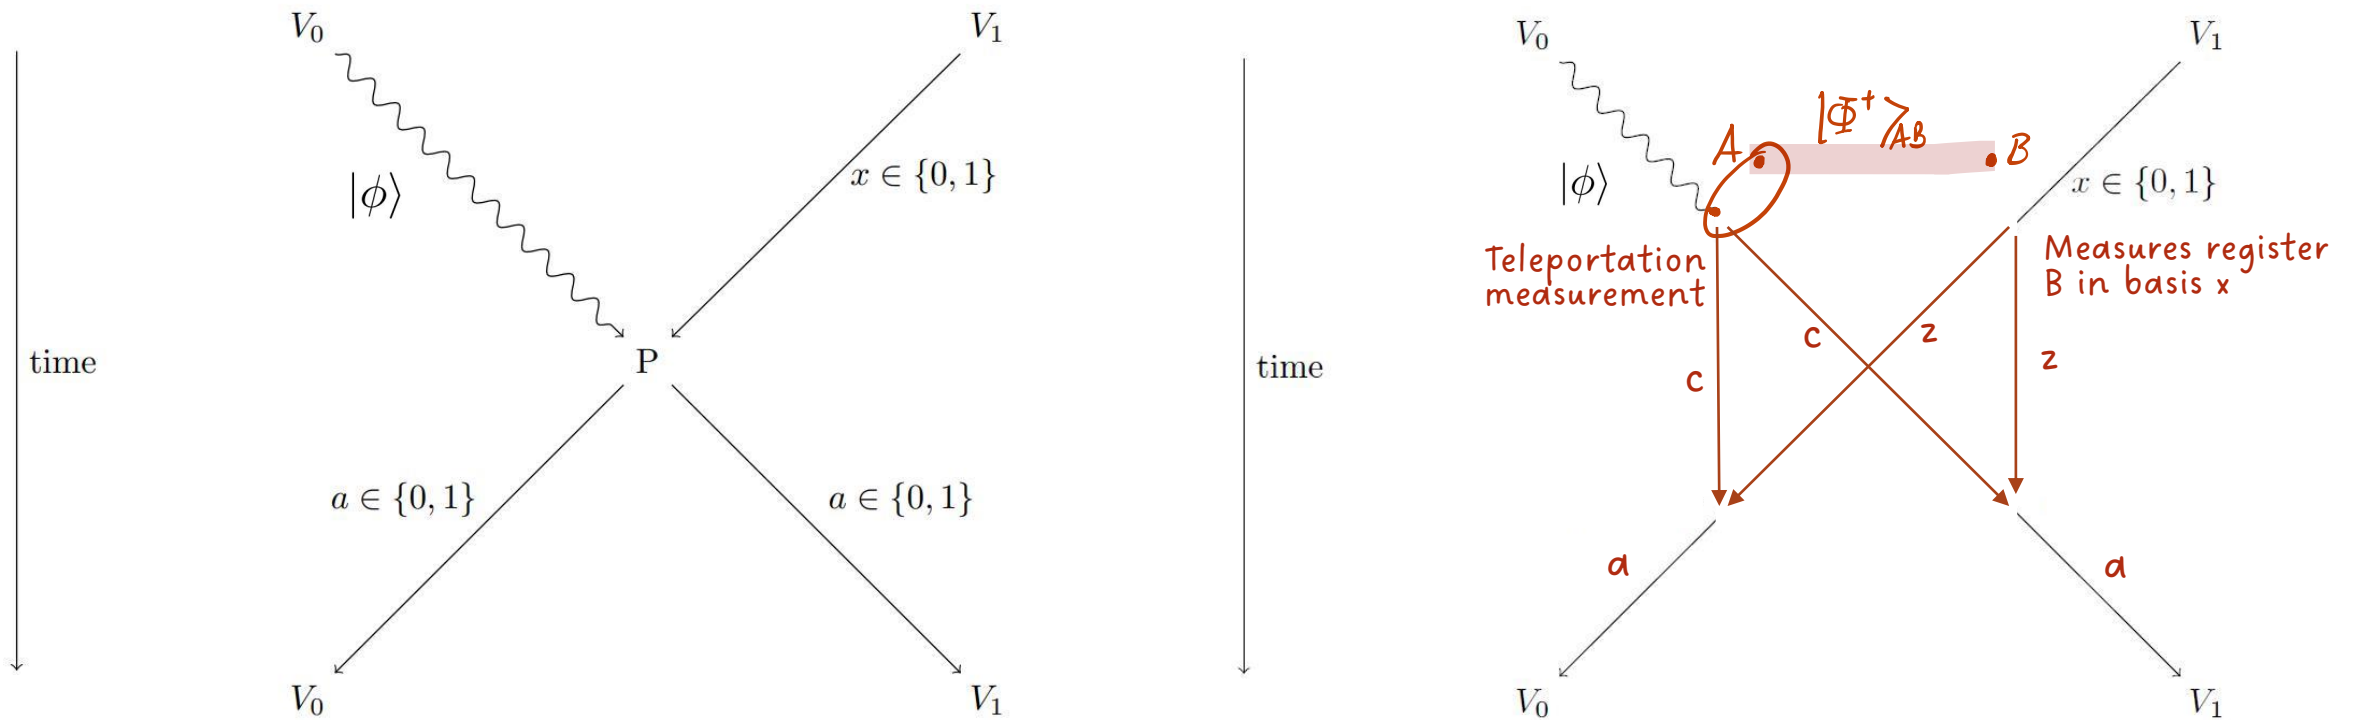 V₀
V₁
|ϕ⟩
x ∈ {0, 1}
time
P
a ∈ {0, 1}
a ∈ {0, 1}
V₀
V₁
V₀
V₁
|Φ⁺⟩AB
A
B
|ϕ⟩
x ∈ {0, 1}
Teleportation
measurement
Measures register
B in basis x
c
z
c
z
time
a
a
V₀
V₁